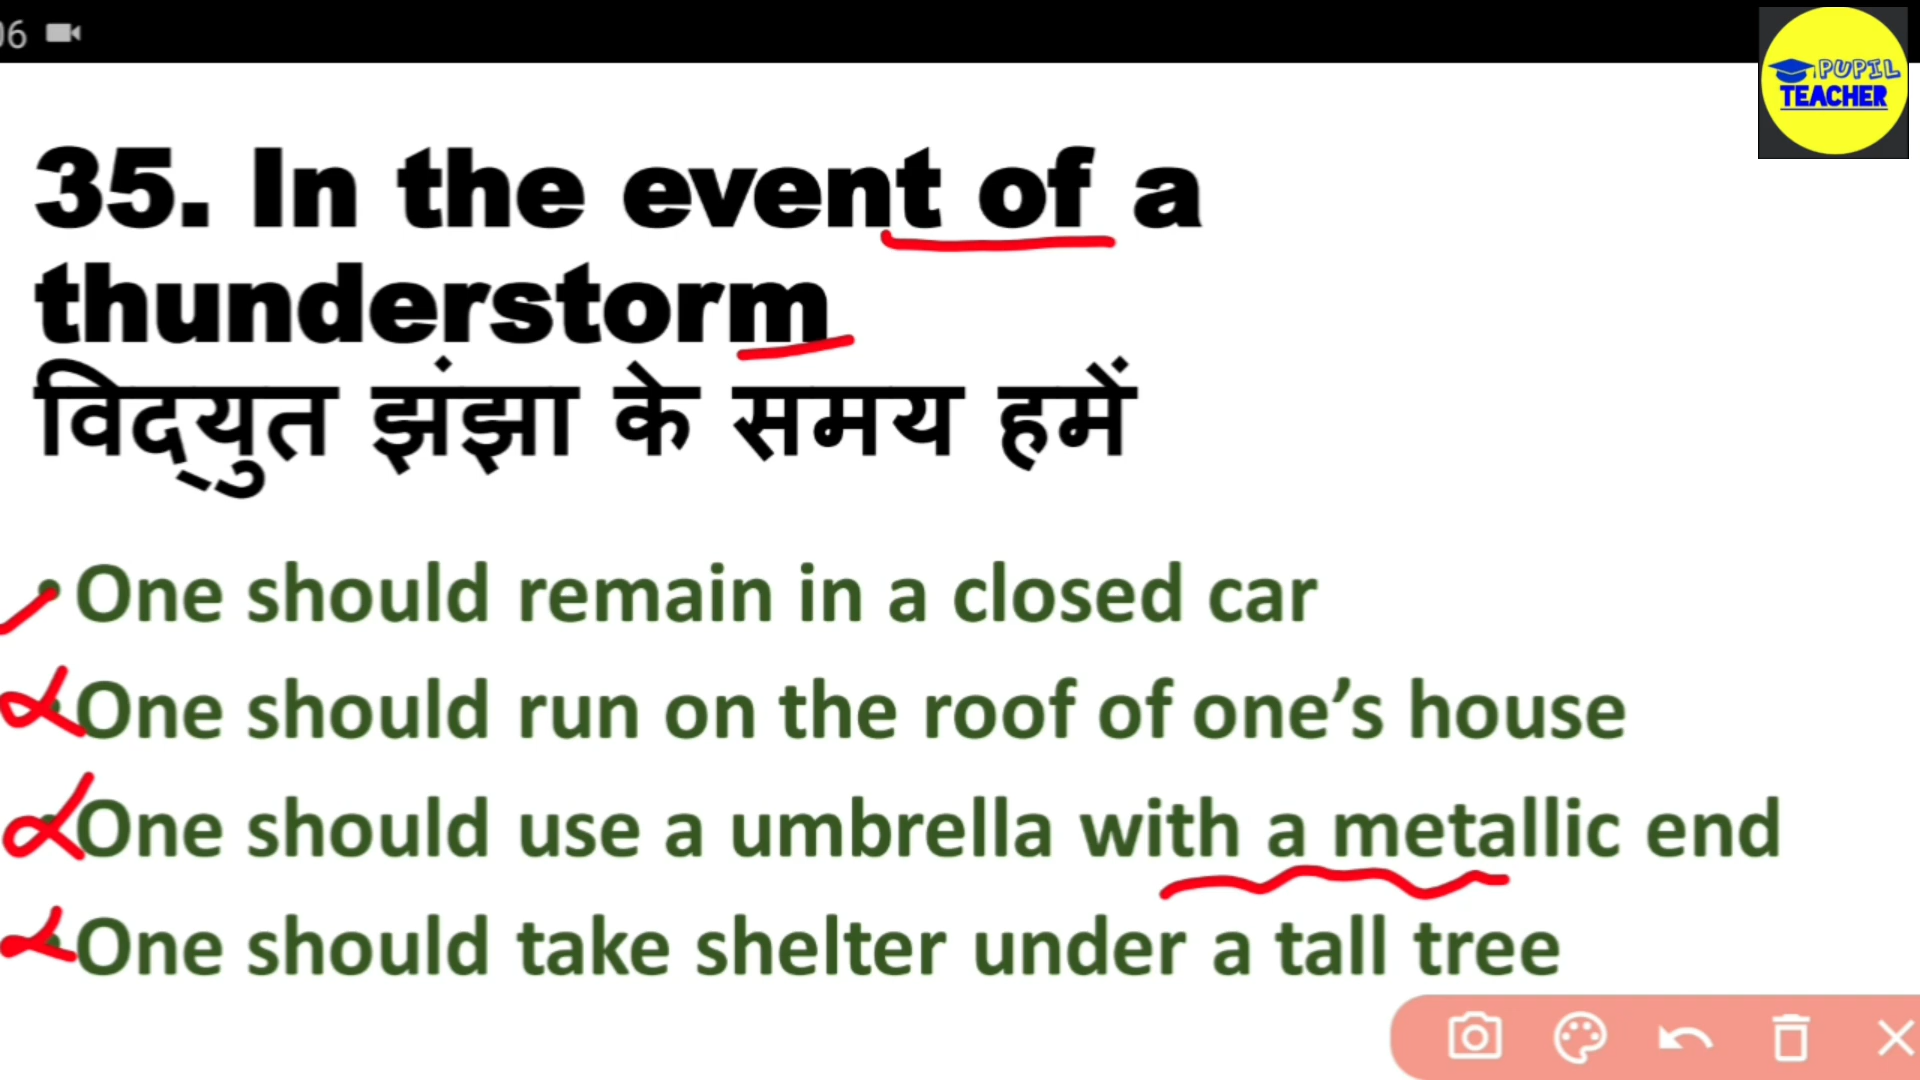 06
PUPIL
TEACHER
35. In the event of a
thunderstorm
विद्युत झंझा के समय हमें
• One should remain in a closed car
• One should run on the roof of one’s house
• One should use a umbrella with a metallic end
• One should take shelter under a tall tree